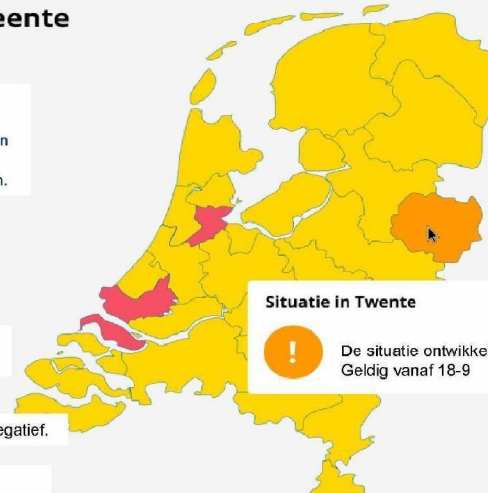 eente
n
n.
Situatie in Twente
!
De situatie ontwikke
Geldig vanaf 18-9
egatief.